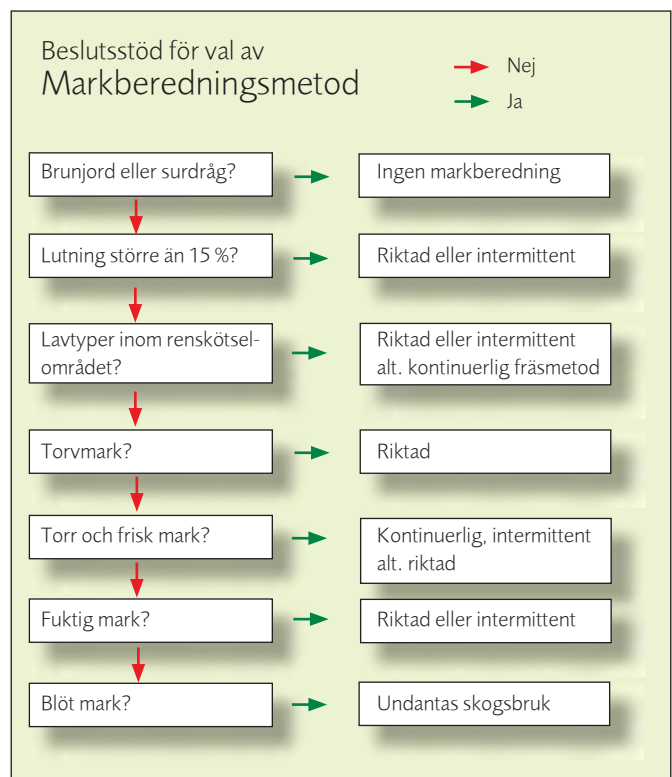 Beslutsstöd för val av
Markberedningsmetod
Nej
Ja
Brunjord eller surdråg?
Ingen markberedning
Lutning större än 15 %?
Riktad eller intermittent
Lavtyper inom renskötsel-
området?
Riktad eller intermittent
alt. kontinuerlig fräsmetod
Torvmark?
Riktad
Torr och frisk mark?
Kontinuerlig, intermittent
alt. riktad
Fuktig mark?
Riktad eller intermittent
Blöt mark?
Undantas skogsbruk